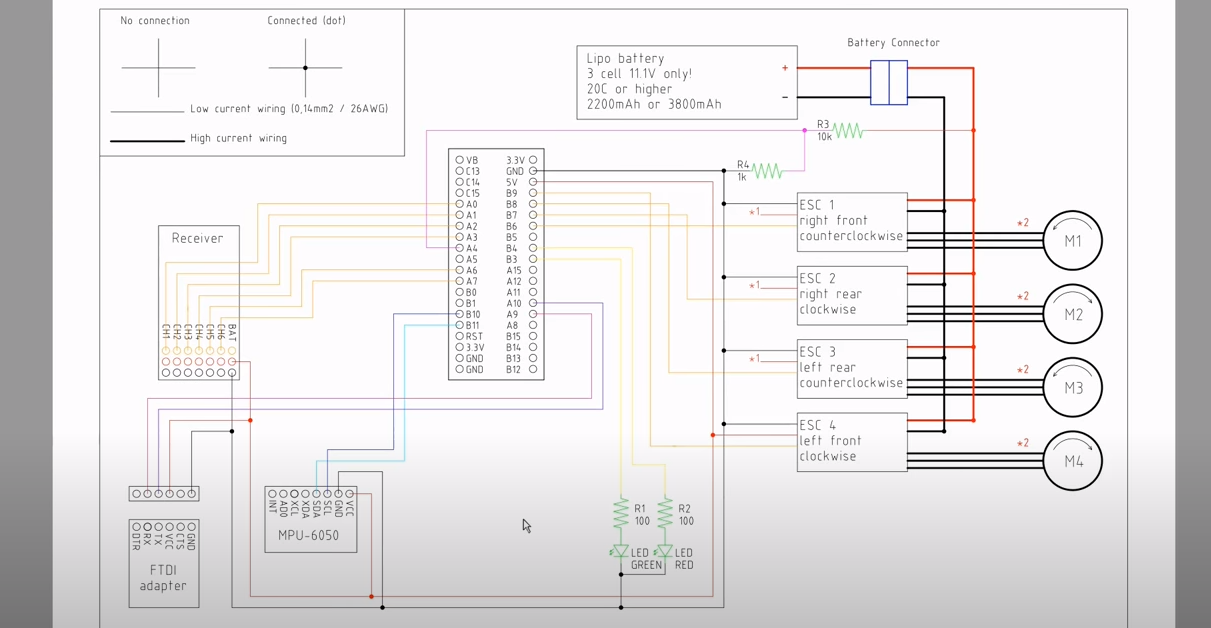 No connection
Connected (dot)
Low current wiring (0,14mm2 / 26AWG)
High current wiring
Lipo battery
3 cell 11.1V only!
20C or higher
2200mAh or 3800mAh
+
-
Battery Connector
R3
10k
R4
1k
VB
C13
C14
C15
A0
A1
A2
A3
A4
A5
A6
A7
B0
B1
B10
B11
RST
3.3V
GND
GND
3.3V
GND
5V
B9
B8
B7
B6
B5
B4
B3
A15
A12
A11
A10
A9
A8
B15
B14
B13
B12
Receiver
CH1
CH2
CH3
CH4
CH5
CH6
BAT
ESC 1
right front
counterclockwise
*1
*2
M1
ESC 2
right rear
clockwise
*1
*2
M2
ESC 3
left rear
counterclockwise
*1
*2
M3
ESC 4
left front
clockwise
*2
M4
INT
AD0
XCL
XDA
SDA
SCL
GND
VCC
MPU-6050
DTR
RX
TX
VCC
CTS
GND
FTDI
adapter
R1
100
R2
100
LED
GREEN
LED
RED